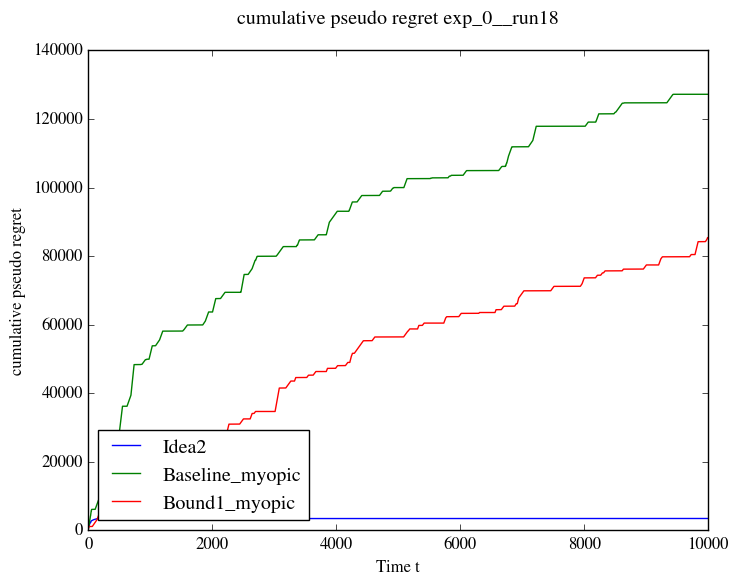 cumulative pseudo regret exp_0__run18
140000
120000
100000
80000
60000
40000
20000
0
cumulative pseudo regret
Idea2
Baseline_myopic
Bound1_myopic
0 2000 4000 6000 8000 10000
Time t